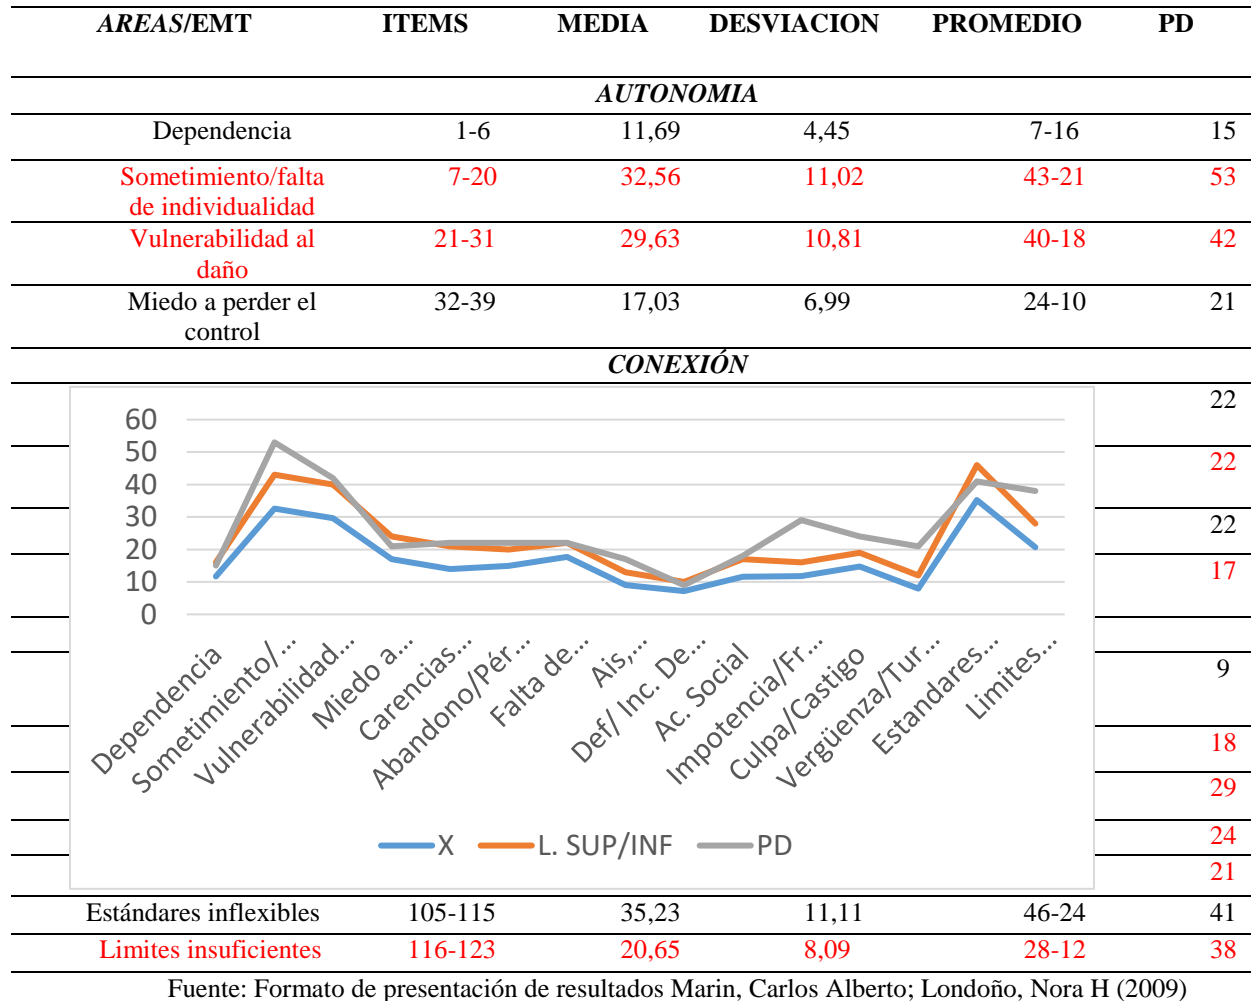 AREAS/EMT ITEMS MEDIA DESVIACION PROMEDIO PD
AUTONOMIA
Dependencia 1-6 11,69 4,45 7-16 15
Sometimiento/falta 7-20 32,56 11,02 43-21 53
de individualidad
Vulnerabilidad al 21-31 29,63 10,81 40-18 42
daño
Miedo a perder el 32-39 17,03 6,99 24-10 21
control
CONEXIÓN
22
22
22
17
9
18
29
24
21
60
50
40
30
20
10
0
Dependencia
Sometimiento/…
Vulnerabilidad…
Miedo a…
Carencias…
Abandono/Pér…
Falta de…
Ais,…
Def/ Inc. De…
Ac. Social
Impotencia/Fr…
Culpa/Castigo
Vergüenza/Tur…
Estandares…
Limites…
X L. SUP/INF PD
Estándares inflexibles 105-115 35,23 11,11 46-24 41
Limites insuficientes 116-123 20,65 8,09 28-12 38
Fuente: Formato de presentación de resultados Marin, Carlos Alberto; Londoño, Nora H (2009)